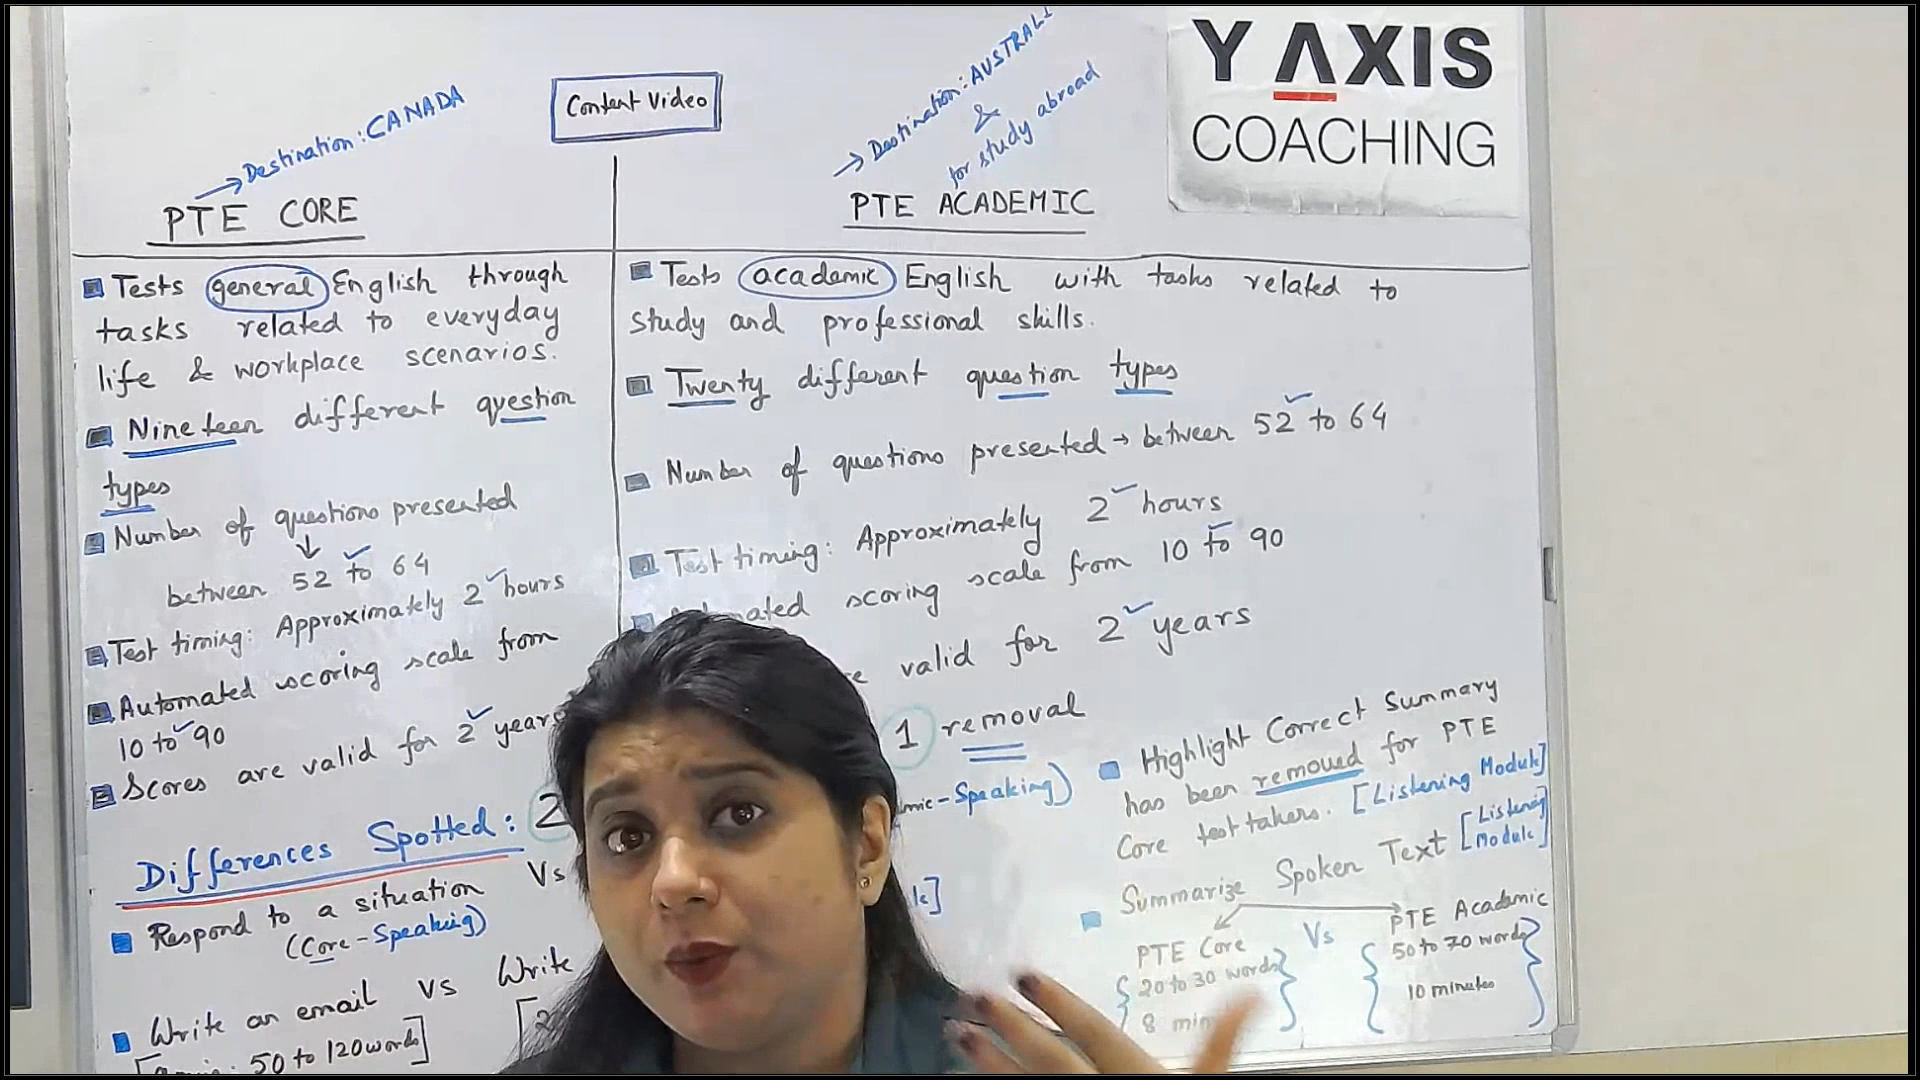 Y AXIS
COACHING
Content Video
→ Destination: CANADA
PTE CORE
Tests general English through
tasks related to everyday
life & workplace scenarios.
Nineteen different question
types
Number of questions presented
↓
between 52 to 64
Test timing: Approximately 2 hours
Automated scoring scale from
10 to 90
Scores are valid for 2 years
→ Destination: AUSTRALI
&
for study abroad
PTE ACADEMIC
Tests academic English with tasks related to
study and professional skills.
Twenty different question types
Number of questions presented → between 52 to 64
Test timing: Approximately 2 hours
scoring scale from 10 to 90
valid for 2 years
Differences Spotted: 2
1 removal
Respond to a situation Vs
(Core-Speaking)
-Speaking)
Write an email vs Write
50 to 120 words]
Highlight Correct Summary
has been removed for PTE
Core test takers. [Listening Module]
Summarize Spoken Text [Listening
Module]
PTE Core Vs PTE Academic
20 to 30 words
8 min
50 to 70 words
10 minutes